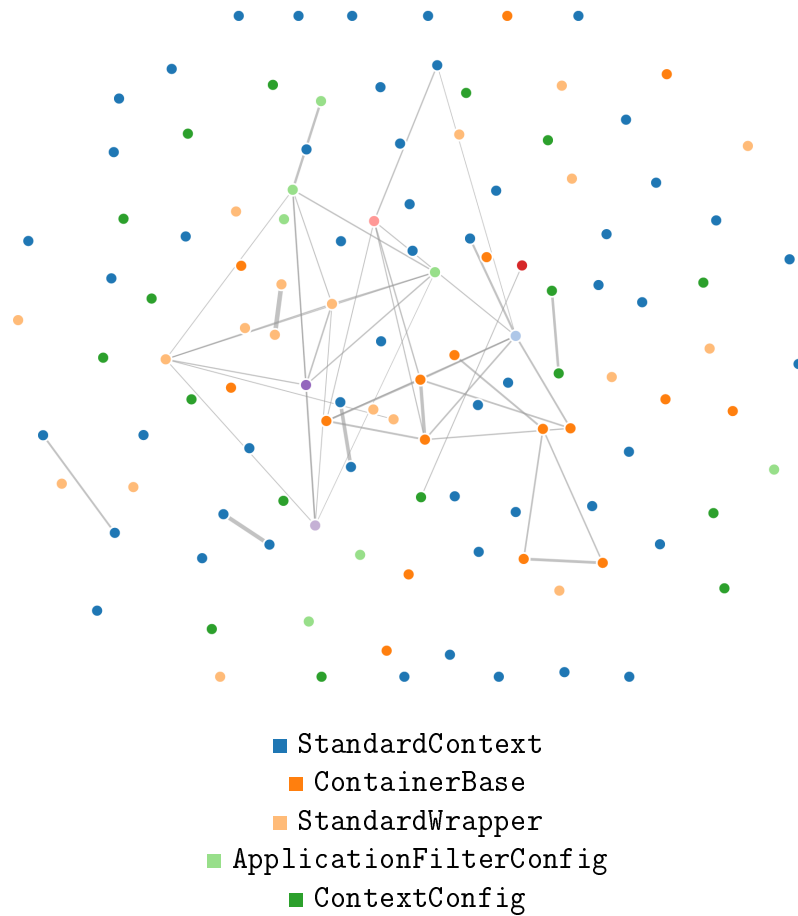 StandardContext
ContainerBase
StandardWrapper
ApplicationFilterConfig
ContextConfig